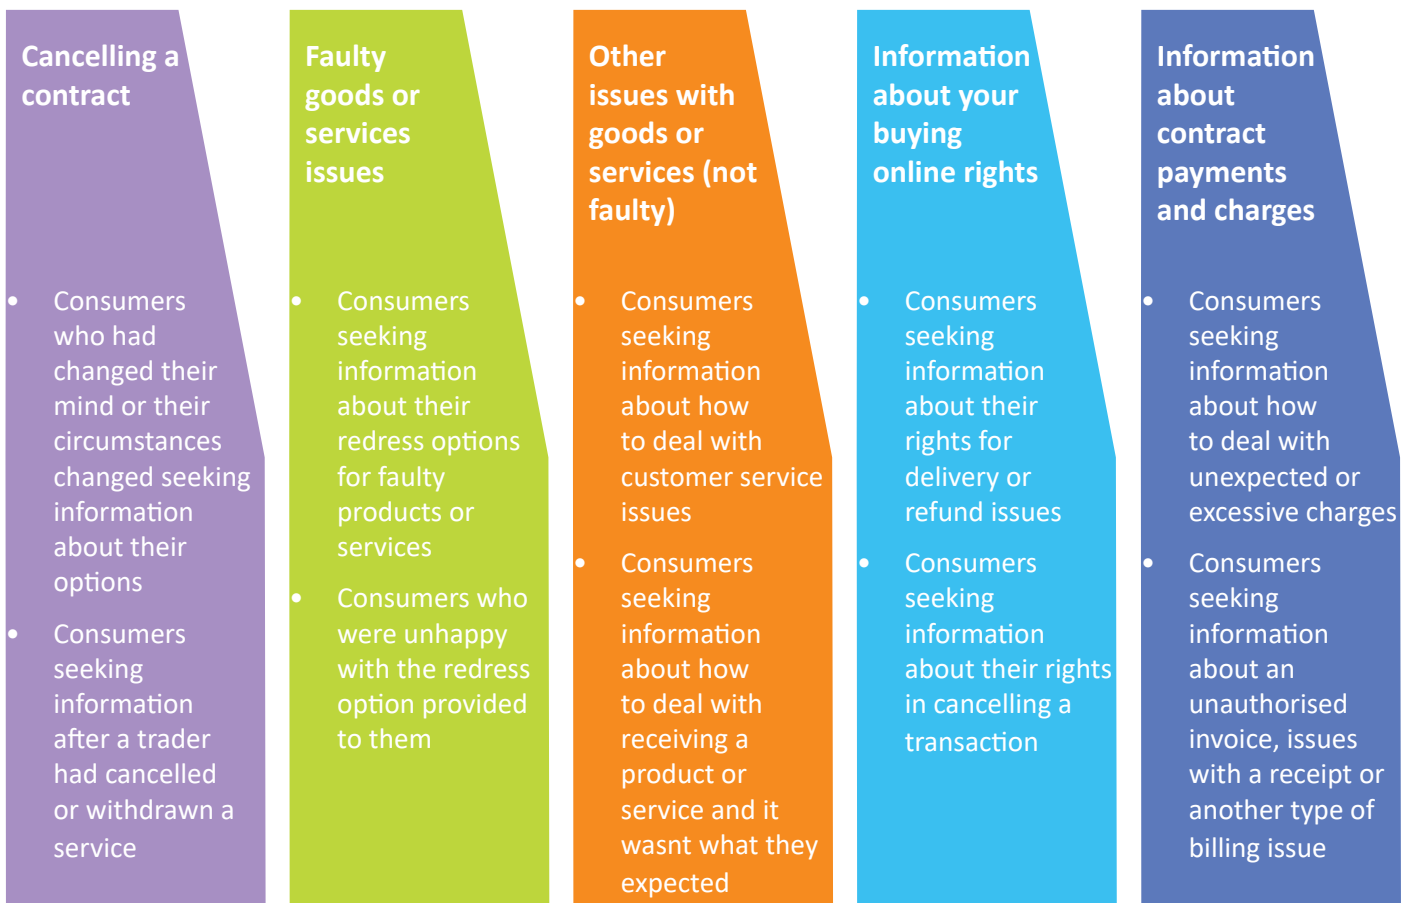 Cancelling a
contract
• Consumers
who had
changed their
mind or their
circumstances
changed seeking
information
about their
options
• Consumers
seeking
information
after a trader
had cancelled
or withdrawn a
service
Faulty
goods or
services
issues
• Consumers
seeking
information
about their
redress options
for faulty
products or
services
• Consumers who
were unhappy
with the redress
option provided
to them
Other
issues with
goods or
services (not
faulty)
• Consumers
seeking
information
about how
to deal with
customer service
issues
• Consumers
seeking
information
about how
to deal with
receiving a
product or
service and it
wasnt what they
expected
Information
about your
buying
online rights
• Consumers
seeking
information
about their
rights for
delivery or
refund issues
• Consumers
seeking
information
about their rights
in cancelling a
transaction
Information
about
contract
payments
and charges
• Consumers
seeking
information
about how
to deal with
unexpected or
excessive charges
• Consumers
seeking
information
about an
unauthorised
invoice, issues
with a receipt or
another type of
billing issue